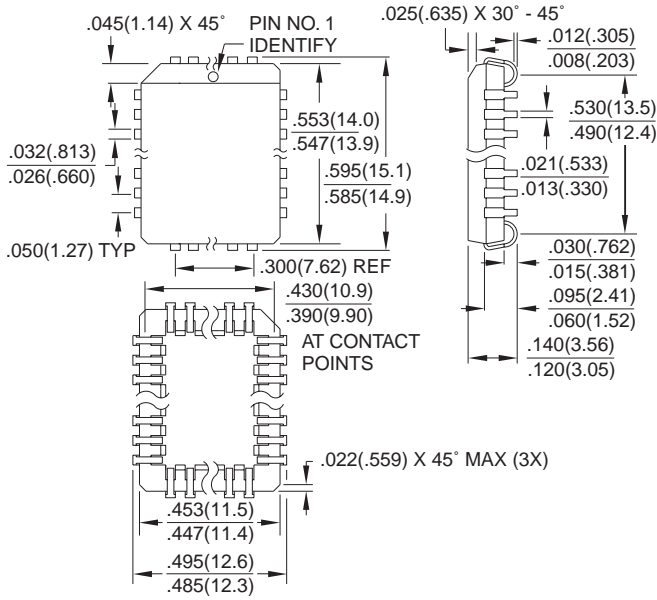 .045(1.14) X 45˚
PIN NO. 1
IDENTIFY
.025(.635) X 30˚ - 45˚
.012(.305)
.008(.203)
.553(14.0)
.547(13.9)
.530(13.5)
.490(12.4)
.032(.813)
.026(.660)
.595(15.1)
.585(14.9)
.021(.533)
.013(.330)
.050(1.27) TYP
.300(7.62) REF
.030(.762)
.015(.381)
.430(10.9)
.390(9.90)
AT CONTACT
POINTS
.095(2.41)
.060(1.52)
.140(3.56)
.120(3.05)
.022(.559) X 45˚ MAX (3X)
.453(11.5)
.447(11.4)
.495(12.6)
.485(12.3)